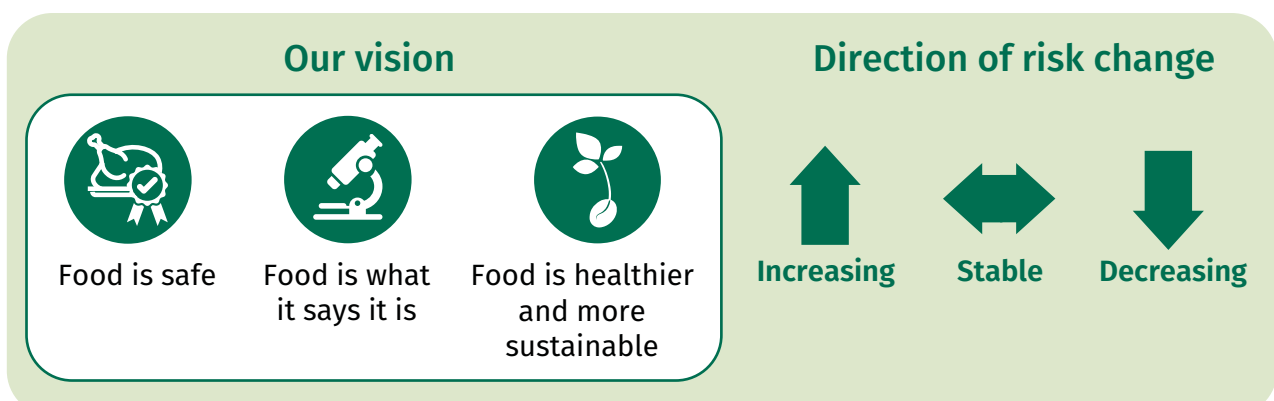 Our vision
Food is safe
Food is what
it says it is
Food is healthier
and more
sustainable
Direction of risk change
Increasing
Stable
Decreasing